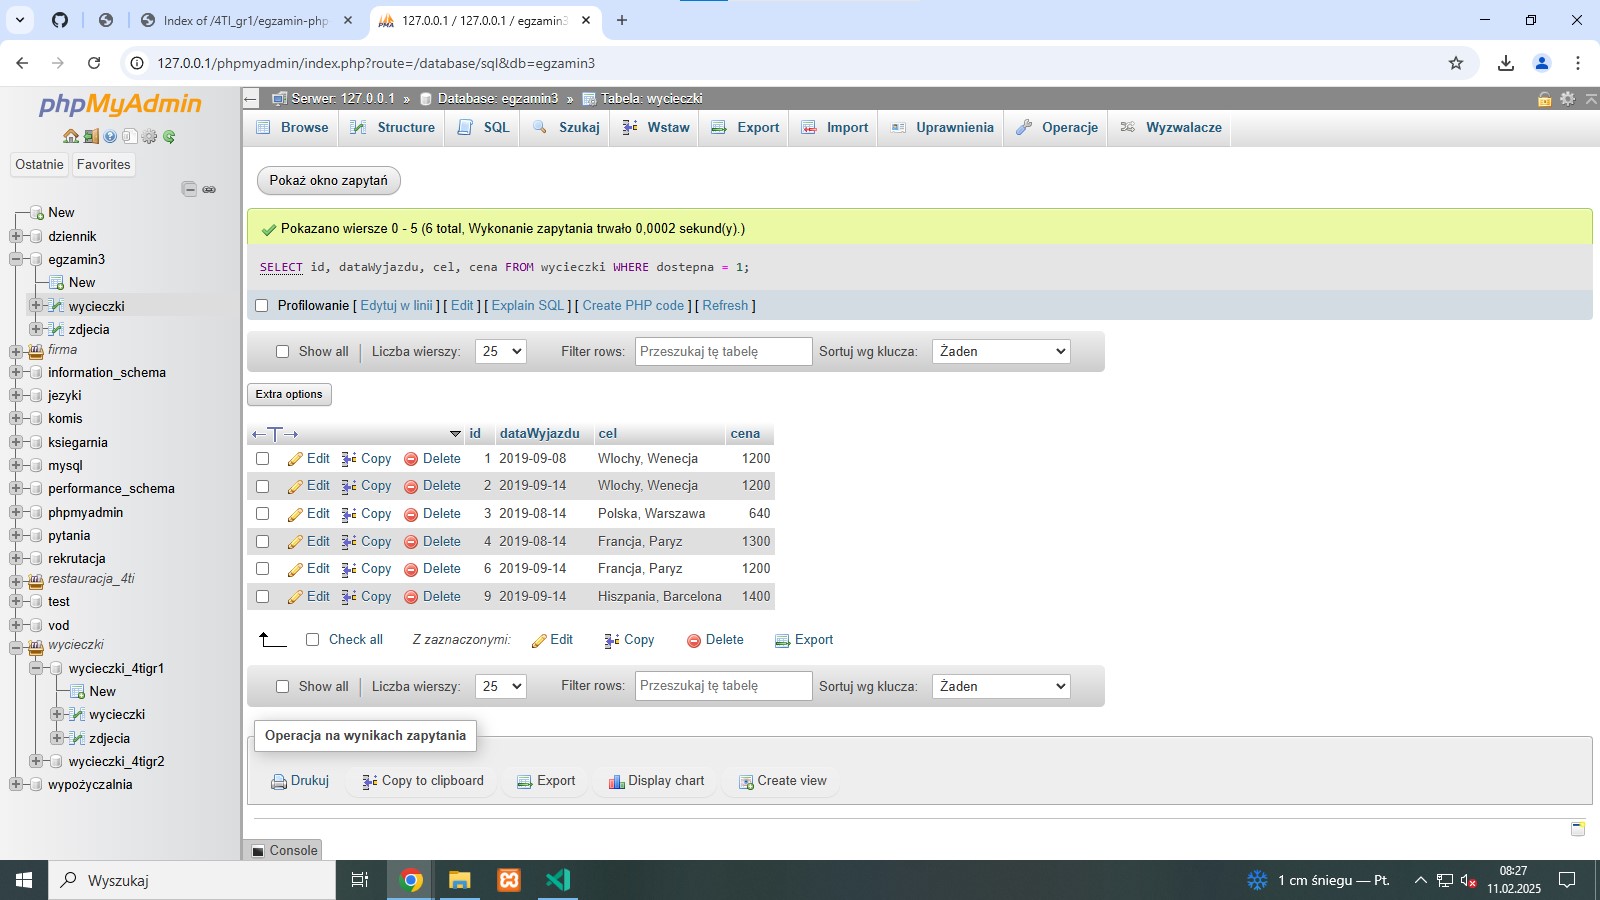 Index of /4TI_gr1/egzamin-php
127.0.0.1 / 127.0.0.1 / egzamin3
127.0.0.1/phpmyadmin/index.php?route=/database/sql&db=egzamin3
phpMyAdmin
Ostatnie
Favorites
New
dziennik
egzamin3
New
wycieczki
zdjecia
firma
information_schema
jezyki
komis
ksiegarnia
mysql
performance_schema
phpmyadmin
pytania
rekrutacja
restauracja_4ti
test
vod
wycieczki
wycieczki_4tigr1
New
wycieczki
zdjecia
wycieczki_4tigr2
wypożyczalnia
Serwer: 127.0.0.1 » Database: egzamin3 » Tabela: wycieczki
Browse Structure SQL Szukaj Wstaw Export Import Uprawnienia Operacje Wyzwalacze
Pokaż okno zapytań
Pokazano wiersze 0 - 5 (6 total, Wykonanie zapytania trwało 0,0002 sekund(y).)
SELECT id, dataWyjazdu, cel, cena FROM wycieczki WHERE dostepna = 1;
Profilowanie [ Edytuj w linii ] [ Edit ] [ Explain SQL ] [ Create PHP code ] [ Refresh ]
Show all Liczba wierszy: 25 Filter rows: Przeszukaj tę tabelę Sortuj wg klucza: Żaden
Extra options
←T→ id dataWyjazdu cel cena
Edit Copy Delete 1 2019-09-08 Wlochy, Wenecja 1200
Edit Copy Delete 2 2019-09-14 Wlochy, Wenecja 1200
Edit Copy Delete 3 2019-08-14 Polska, Warszawa 640
Edit Copy Delete 4 2019-08-14 Francja, Paryz 1300
Edit Copy Delete 6 2019-09-14 Francja, Paryz 1200
Edit Copy Delete 9 2019-09-14 Hiszpania, Barcelona 1400
Check all Z zaznaczonymi: Edit Copy Delete Export
Show all Liczba wierszy: 25 Filter rows: Przeszukaj tę tabelę Sortuj wg klucza: Żaden
Operacja na wynikach zapytania
Drukuj Copy to clipboard Export Display chart Create view
Console
Wyszukaj
1 cm śniegu — Pt.
08:27
11.02.2025